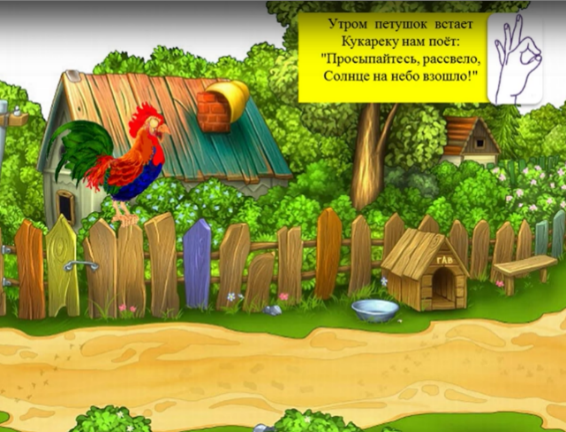 Утром петушок встает
Кукареку нам поёт:
"Просыпайтесь, рассвело,
Солнце на небо взошло!"
ГАВ